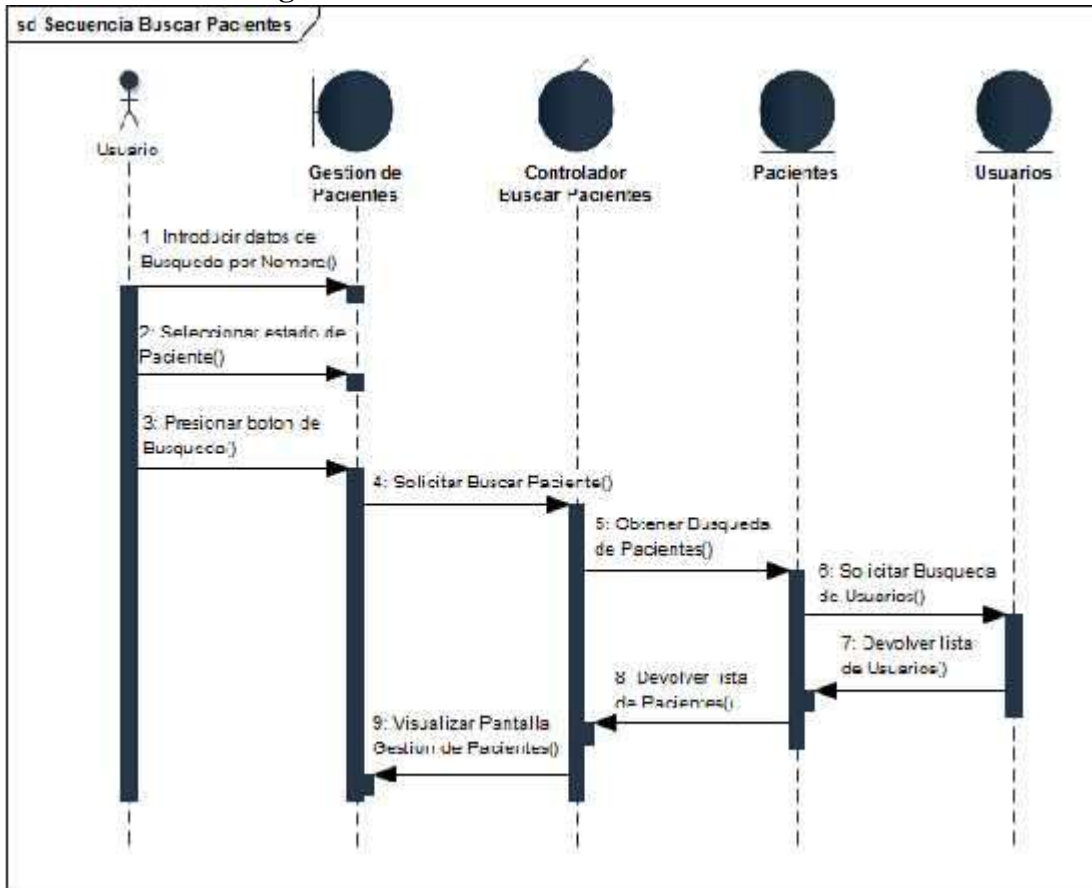 sd Secuencia Buscar Pacientes
Usuario
Gestion de
Pacientes
Controlador
Buscar Pacientes
Pacientes
Usuarios
1: Introducir datos de
Busqueda por Nombre()
2: Seleccionar estado de
Paciente()
3: Presionar boton de
Busqueda()
4: Solicitar Buscar Paciente()
5: Obtener Busqueda
de Pacientes()
6: Solicitar Busqueda
de Usuarios()
7: Devolver lista
de Usuarios()
8: Devolver lista
de Pacientes()
9: Visualizar Pantalla
Gestion de Pacientes()